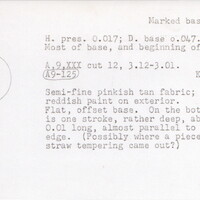 Marked bas
H. pres. 0.017; D. base 0.047.
Most of base, and beginning of
A.9.XXX cut 12, 3.12-3.01.
A9-125
Semi-fine pinkish tan fabric;
reddish paint on exterior.
Flat, offset base. On the bot
is one stroke, rather deep, ab
0.01 long, almost parallel to
edge. (Possibly where a piece
straw tempering came out?)